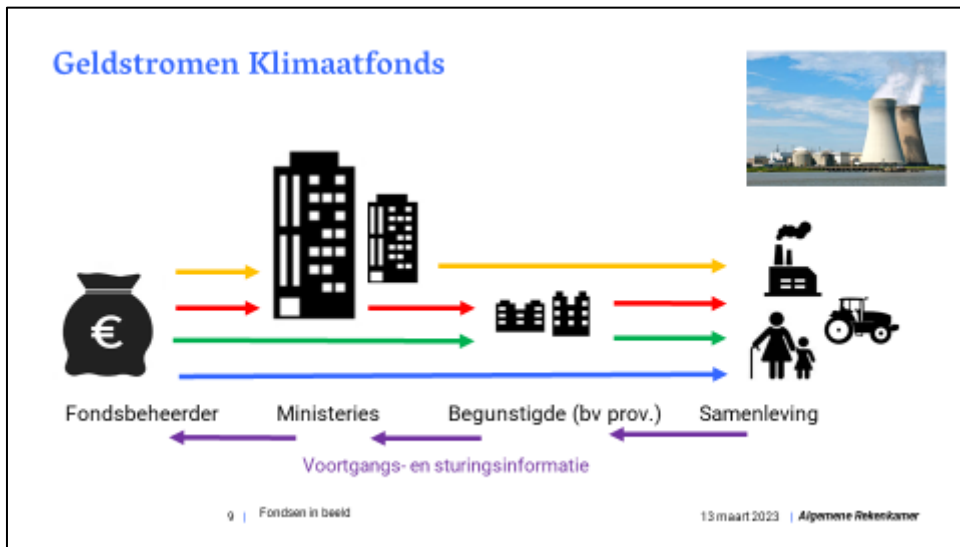 Geldstromen Klimaatfonds
€
Fondsbeheerder Ministeries Begunstigde (bv prov.) Samenleving
Voortgangs- en sturingsinformatie
9 | Fondsen in beeld 13 maart 2023 | Algemene Rekenkamer